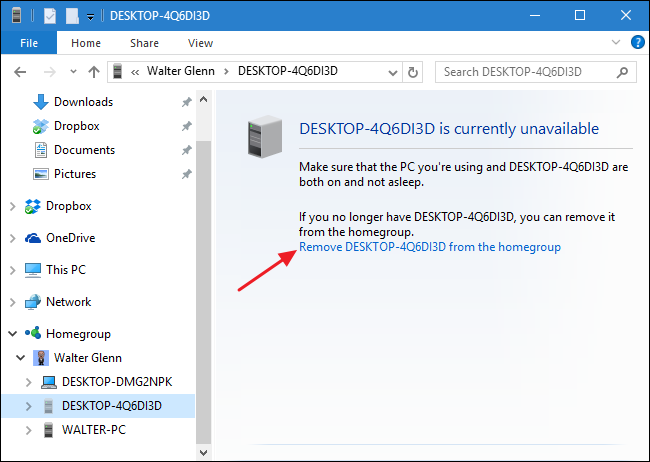 DESKTOP-4Q6DI3D
File Home Share View
Walter Glenn DESKTOP-4Q6DI3D Search DESKTOP-4Q6DI3D
Downloads
Dropbox
Documents
Pictures
Dropbox
OneDrive
This PC
Network
Homegroup
Walter Glenn
DESKTOP-DMG2NPK
DESKTOP-4Q6DI3D
WALTER-PC
DESKTOP-4Q6DI3D is currently unavailable
Make sure that the PC you're using and DESKTOP-4Q6DI3D are
both on and not asleep.
If you no longer have DESKTOP-4Q6DI3D, you can remove it
from the homegroup.
Remove DESKTOP-4Q6DI3D from the homegroup